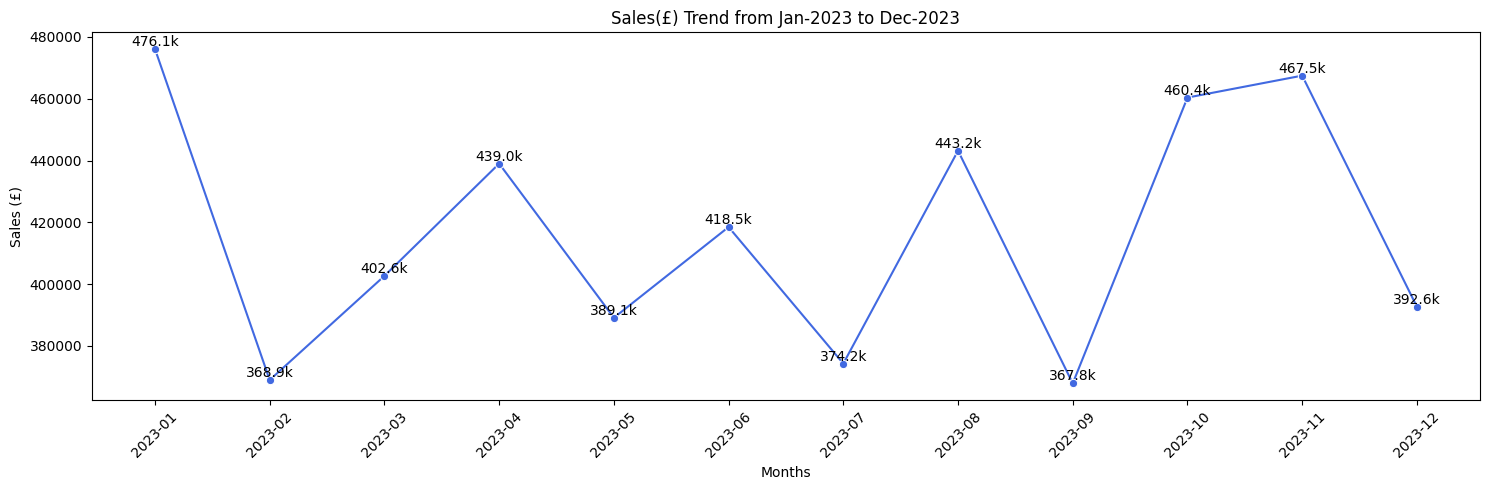 Sales(£) Trend from Jan-2023 to Dec-2023
Sales (£)
480000
460000
440000
420000
400000
380000
476.1k
368.9k
402.6k
439.0k
389.1k
418.5k
374.2k
443.2k
367.8k
460.4k
467.5k
392.6k
2023-01
2023-02
2023-03
2023-04
2023-05
2023-06
2023-07
2023-08
2023-09
2023-10
2023-11
2023-12
Months